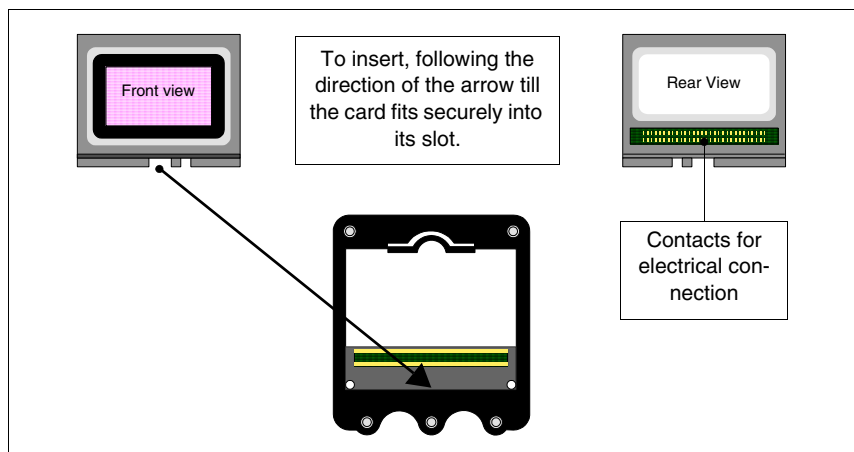 Front view
To insert, following the
direction of the arrow till
the card fits securely into
its slot.
Rear View
Contacts for
electrical con-
nection